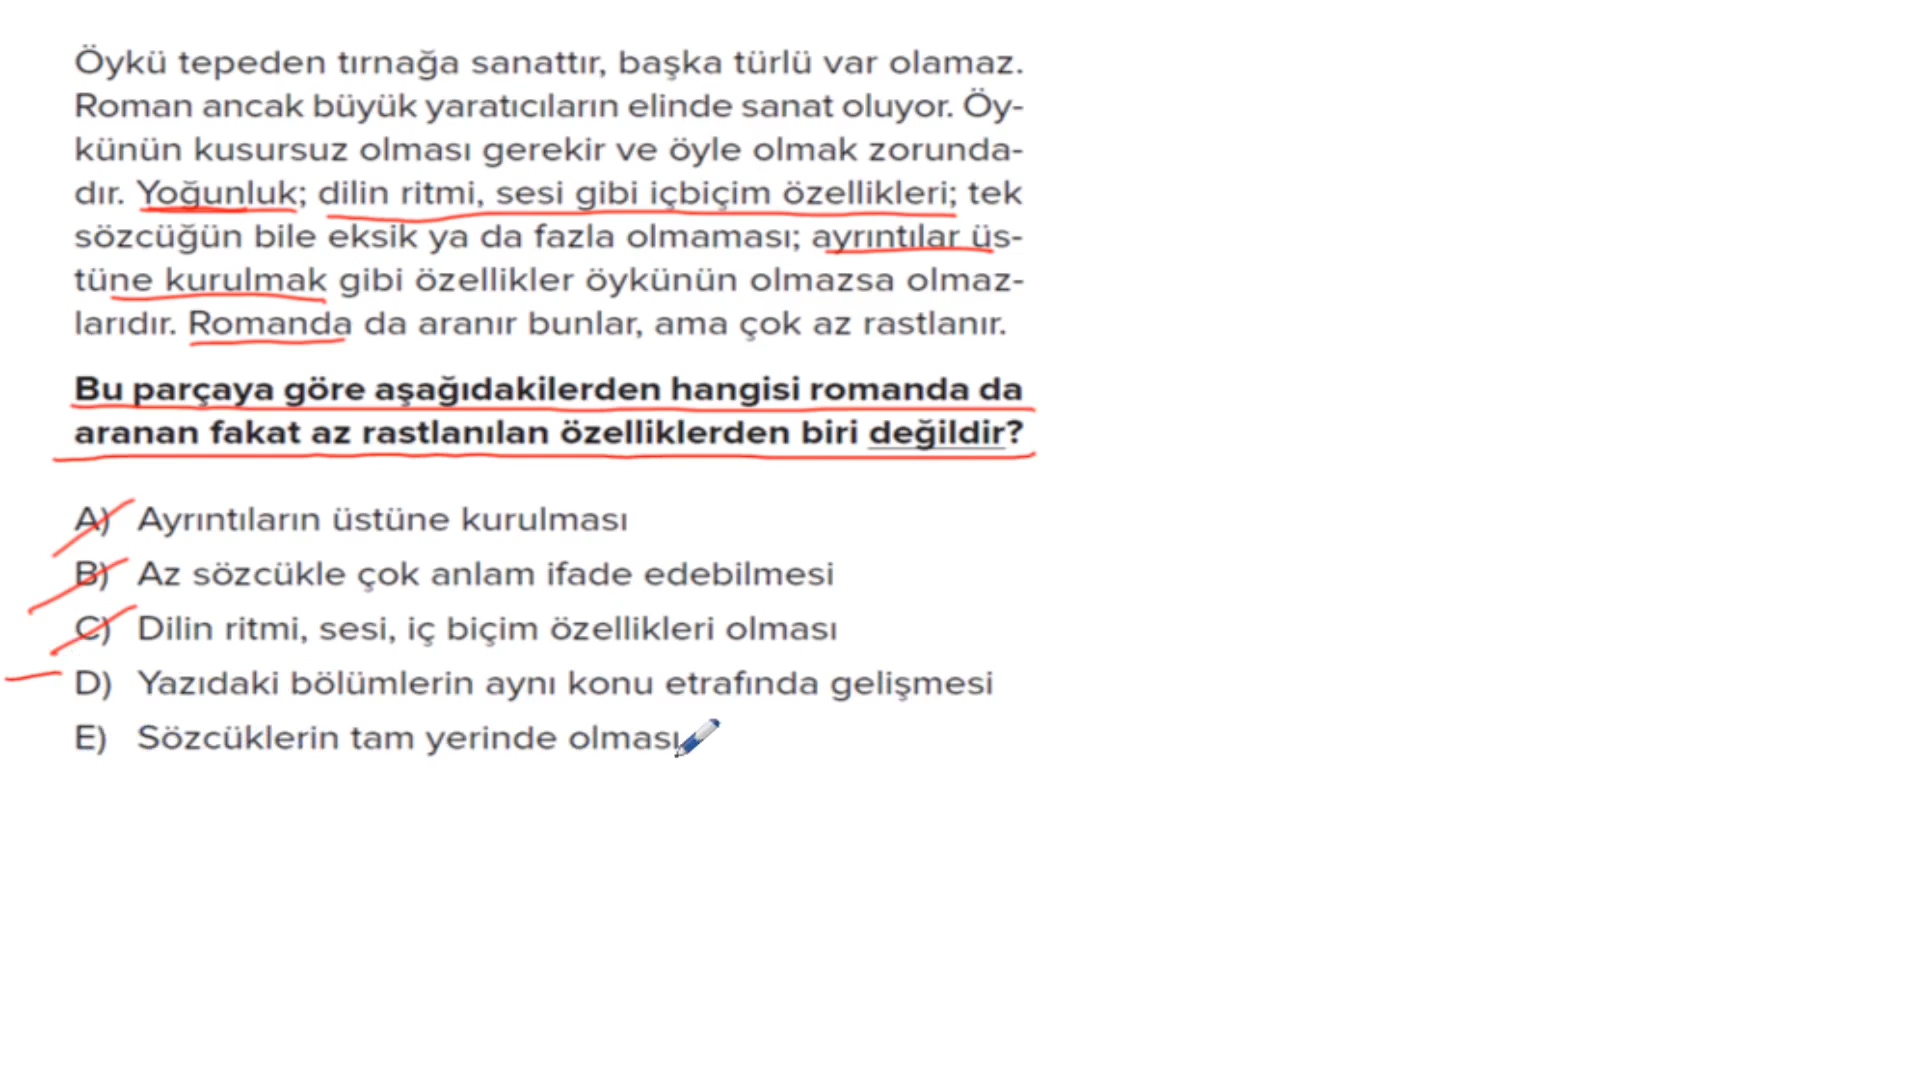 Öykü tepeden tırnağa sanattır, başka türlü var olamaz.
Roman ancak büyük yaratıcıların elinde sanat oluyor. Öy-
künün kusursuz olması gerekir ve öyle olmak zorunda-
dır. Yoğunluk; dilin ritmi, sesi gibi içbiçim özellikleri; tek
sözcüğün bile eksik ya da fazla olmaması; ayrıntılar üs-
tüne kurulmak gibi özellikler öykünün olmazsa olmaz-
larıdır. Romanda da aranır bunlar, ama çok az rastlanır.
Bu parçaya göre aşağıdakilerden hangisi romanda da
aranan fakat az rastlanılan özelliklerden biri değildir?
A) Ayrıntıların üstüne kurulması
B) Az sözcükle çok anlam ifade edebilmesi
C) Dilin ritmi, sesi, iç biçim özellikleri olması
D) Yazıdaki bölümlerin aynı konu etrafında gelişmesi
E) Sözcüklerin tam yerinde olması